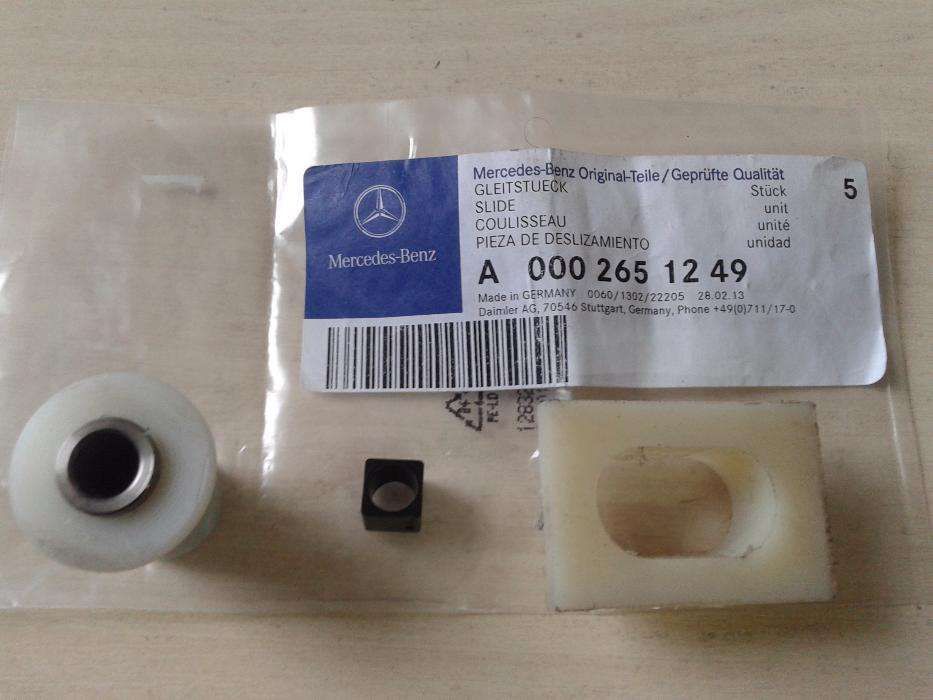 Mercedes-Benz Original-Teile/Geprüfte Qualität
GLEITSTUECK Stück 5
SLIDE unit
COULISSEAU unité
PIEZA DE DESLIZAMIENTO unidad
Mercedes-Benz
A 000 265 12 49
Made in GERMANY 0060/1302/22205 28.02.13
Daimler AG, 70546 Stuttgart, Germany, Phone +49(0)711/17-0
PE-LD